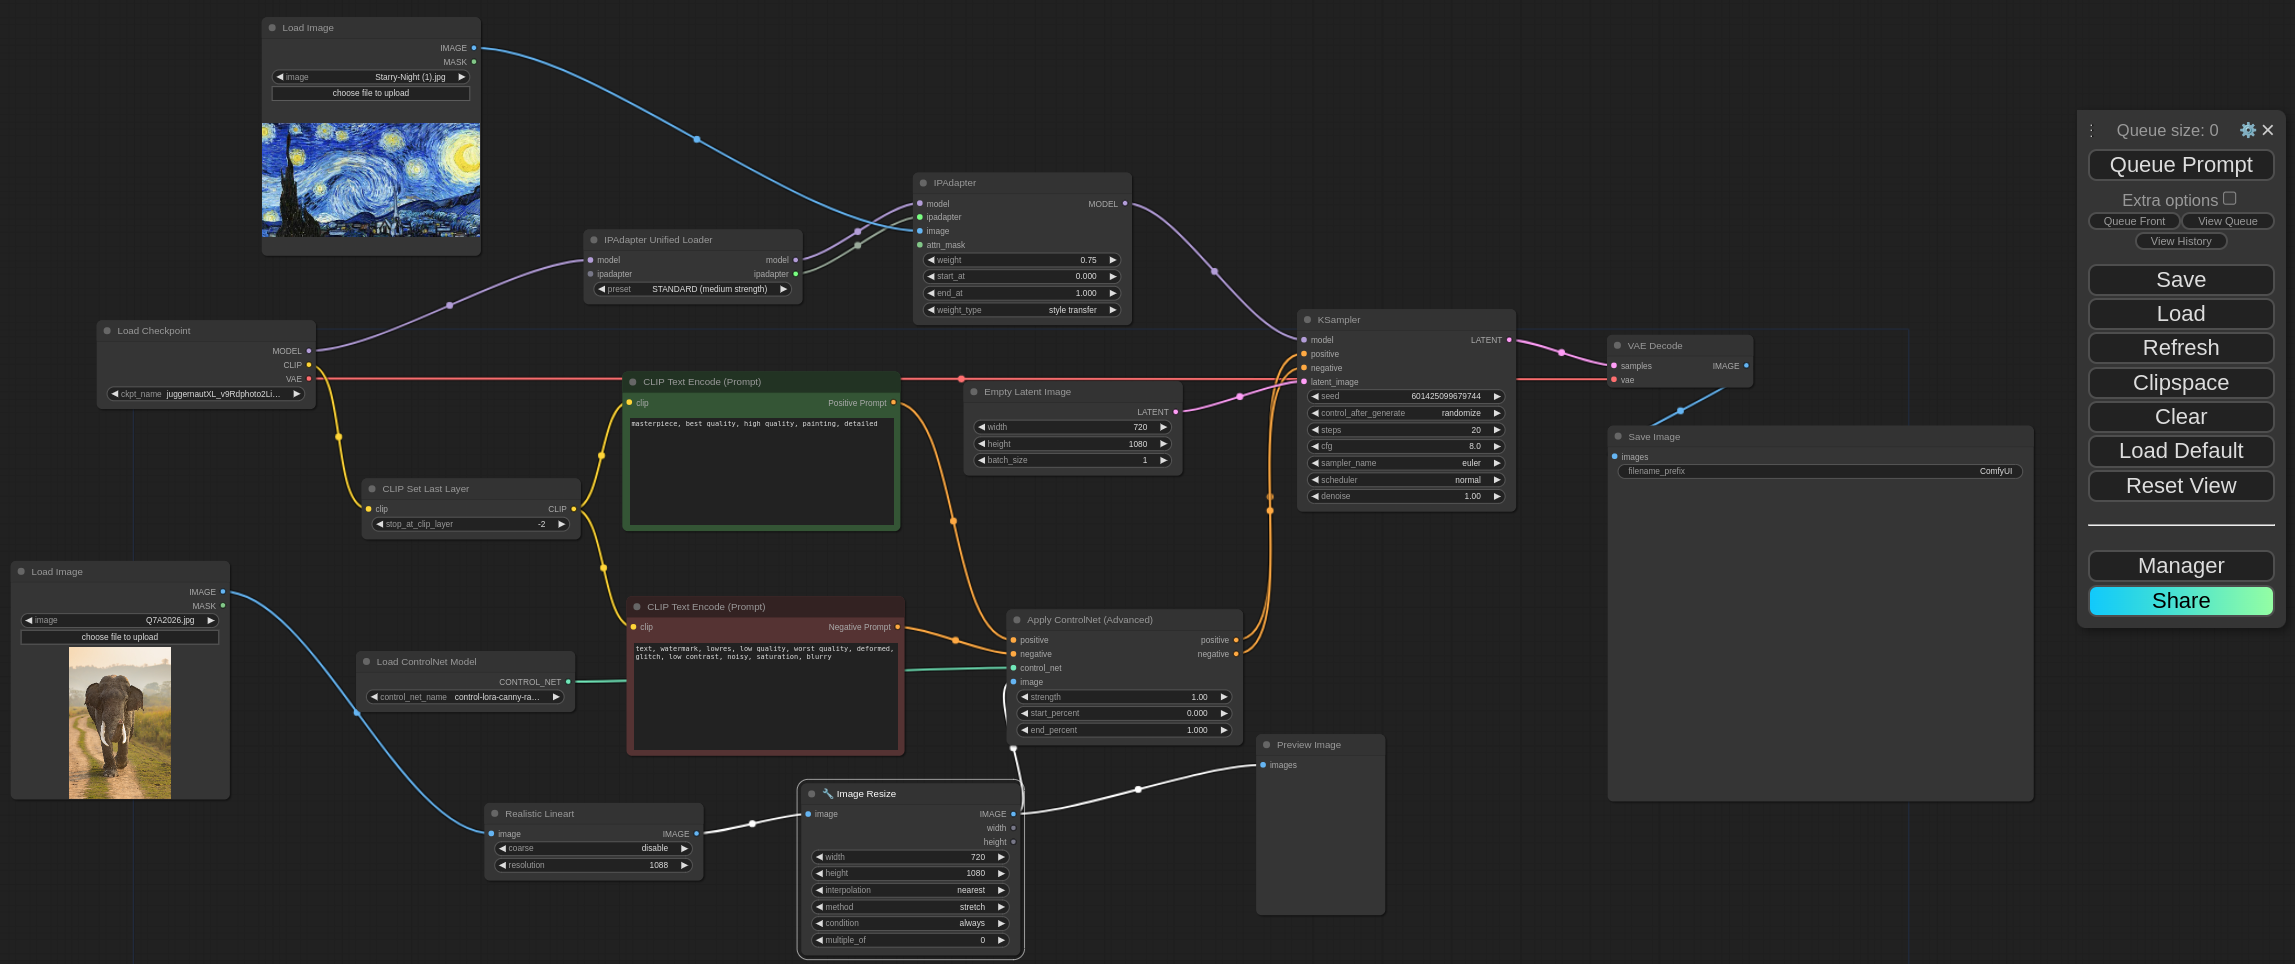 Load Image
IMAGE
MASK
image Starry-Night (1).jpg
choose file to upload
IPAdapter Unified Loader
model model
ipadapter ipadapter
preset STANDARD (medium strength)
IPAdapter
model MODEL
ipadapter
image
attn_mask
weight 0.75
start_at 0.000
end_at 1.000
weight_type style transfer
Load Checkpoint
MODEL
CLIP
VAE
ckpt_name juggernautXL_v9Rdphoto2Li...
CLIP Set Last Layer
clip CLIP
stop_at_clip_layer -2
CLIP Text Encode (Prompt)
clip Positive Prompt
masterpiece, best quality, high quality, painting, detailed
Empty Latent Image
LATENT
width 720
height 1080
batch_size 1
KSampler
model LATENT
positive
negative
latent_image
seed 601425099679744
control_after_generate randomize
steps 20
cfg 8.0
sampler_name euler
scheduler normal
denoise 1.00
VAE Decode
samples IMAGE
vae
Save Image
images
filename_prefix ComfyUI
Load Image
IMAGE
MASK
image Q7A2026.jpg
choose file to upload
Load ControlNet Model
CONTROL_NET
control_net_name control-lora-canny-ra...
CLIP Text Encode (Prompt)
clip Negative Prompt
text, watermark, lowres, low quality, worst quality, deformed,
glitch, low contrast, noisy, saturation, blurry
Apply ControlNet (Advanced)
positive positive
negative negative
control_net
image
strength 1.00
start_percent 0.000
end_percent 1.000
Realistic Lineart
image IMAGE
coarse disable
resolution 1088
Image Resize
image IMAGE
width
height
width 720
height 1080
interpolation nearest
method stretch
condition always
multiple_of 0
Preview Image
images
Queue size: 0
Queue Prompt
Extra options
Queue Front View Queue
View History
Save
Load
Refresh
Clipspace
Clear
Load Default
Reset View
Manager
Share